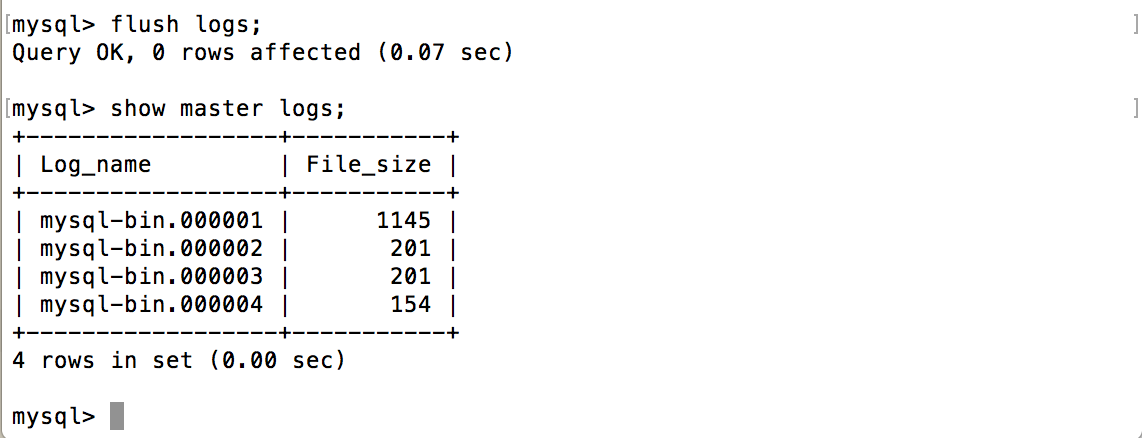 [mysql> flush logs; ]
Query OK, 0 rows affected (0.07 sec)
[mysql> show master logs; ]
+------------------+-----------+
| Log_name         | File_size |
+------------------+-----------+
| mysql-bin.000001 |      1145 |
| mysql-bin.000002 |       201 |
| mysql-bin.000003 |       201 |
| mysql-bin.000004 |       154 |
+------------------+-----------+
4 rows in set (0.00 sec)
mysql>